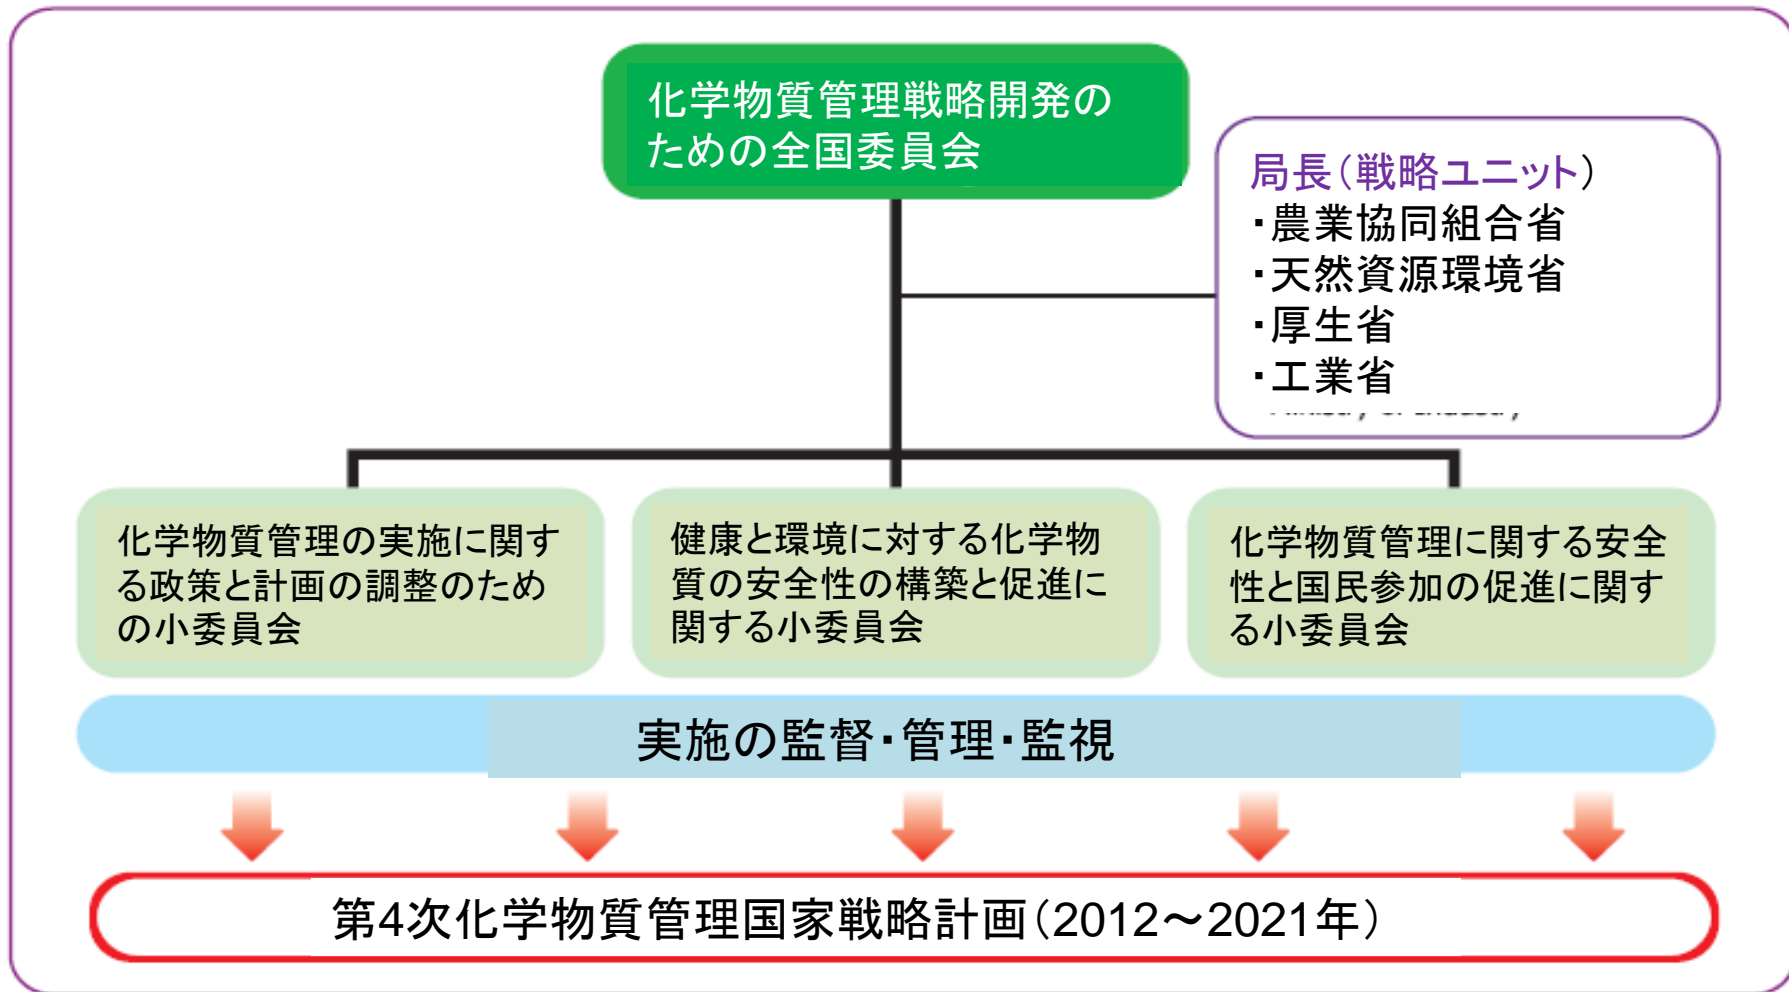 化学物質管理戦略開発の
ための全国委員会
局長（戦略ユニット）
・農業協同組合省
・天然資源環境省
・厚生省
・工業省
化学物質管理の実施に関す
る政策と計画の調整のため
の小委員会
健康と環境に対する化学物
質の安全性の構築と促進に
関する小委員会
化学物質管理に関する安全
性と国民参加の促進に関す
る小委員会
実施の監督・管理・監視
第4次化学物質管理国家戦略計画（2012～2021年）